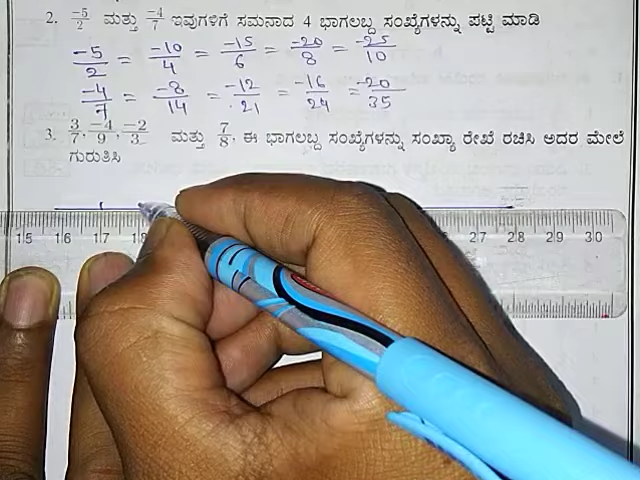 2. -5/2 ಮತ್ತು -4/7 ಇವುಗಳಿಗೆ ಸಮನಾದ 4 ಭಾಗಲಬ್ಧ ಸಂಖ್ಯೆಗಳನ್ನು ಪಟ್ಟಿ ಮಾಡಿ
-5/2 = -10/4 = -15/6 = -20/8 = -25/10
-4/7 = -8/14 = -12/21 = -16/24 = -20/35
3. 3/7, -4/9, -2/3 ಮತ್ತು 7/8, ಈ ಭಾಗಲಬ್ಧ ಸಂಖ್ಯೆಗಳನ್ನು ಸಂಖ್ಯಾ ರೇಖೆ ರಚಿಸಿ ಅದರ ಮೇಲೆ
ಗುರುತಿಸಿ
15 16 17 18 27 28 29 30